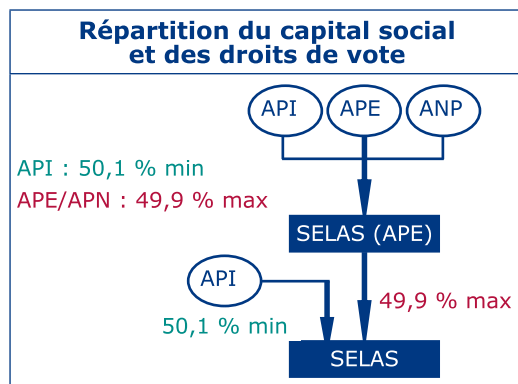 Répartition du capital social
et des droits de vote
API APE ANP
API : 50,1 % min
APE/APN : 49,9 % max
SELAS (APE)
API
49,9 % max
50,1 % min
SELAS